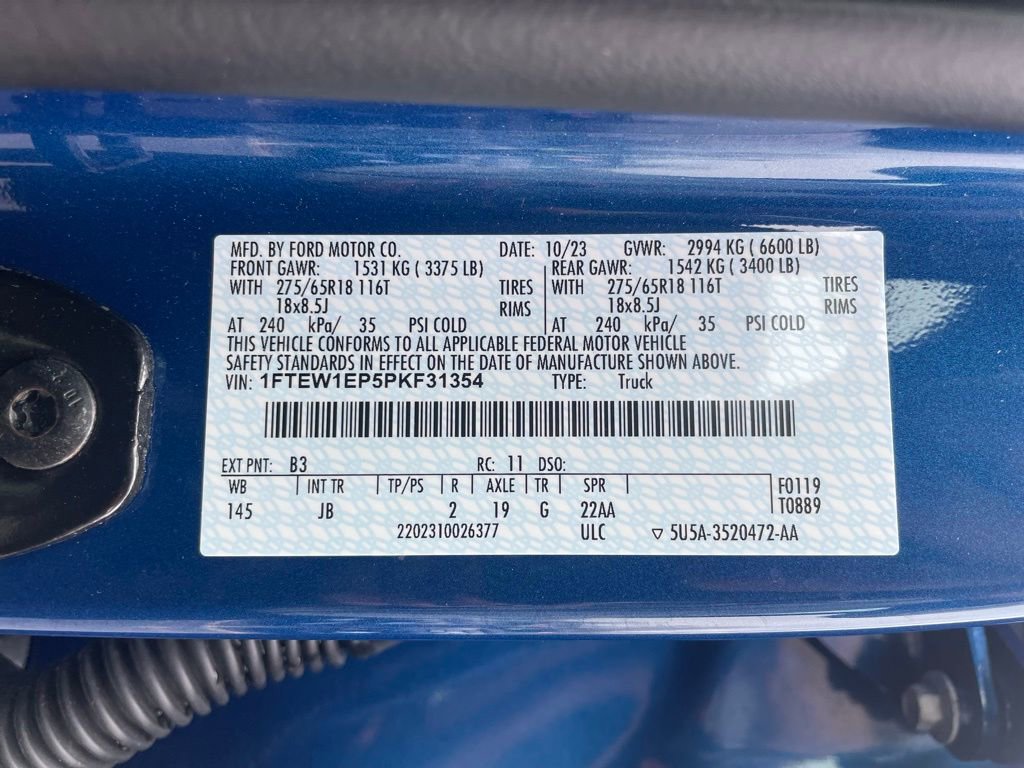 MFD. BY FORD MOTOR CO. DATE: 10/23 GVWR: 2994 KG ( 6600 LB)
FRONT GAWR: 1531 KG ( 3375 LB) REAR GAWR: 1542 KG ( 3400 LB)
WITH 275/65R18 116T TIRES WITH 275/65R18 116T TIRES
18x8.5J RIMS 18x8.5J RIMS
AT 240 kPa/ 35 PSI COLD AT 240 kPa/ 35 PSI COLD
THIS VEHICLE CONFORMS TO ALL APPLICABLE FEDERAL MOTOR VEHICLE
SAFETY STANDARDS IN EFFECT ON THE DATE OF MANUFACTURE SHOWN ABOVE.
VIN: 1FTEW1EP5PKF31354 TYPE: Truck
EXT PNT: B3 RC: 11 DSO:
WB INT TR TP/PS R AXLE TR SPR F0119
145 JB 2 19 G 22AA T0889
2202310026377 ULC ▽ 5U5A-3520472-AA